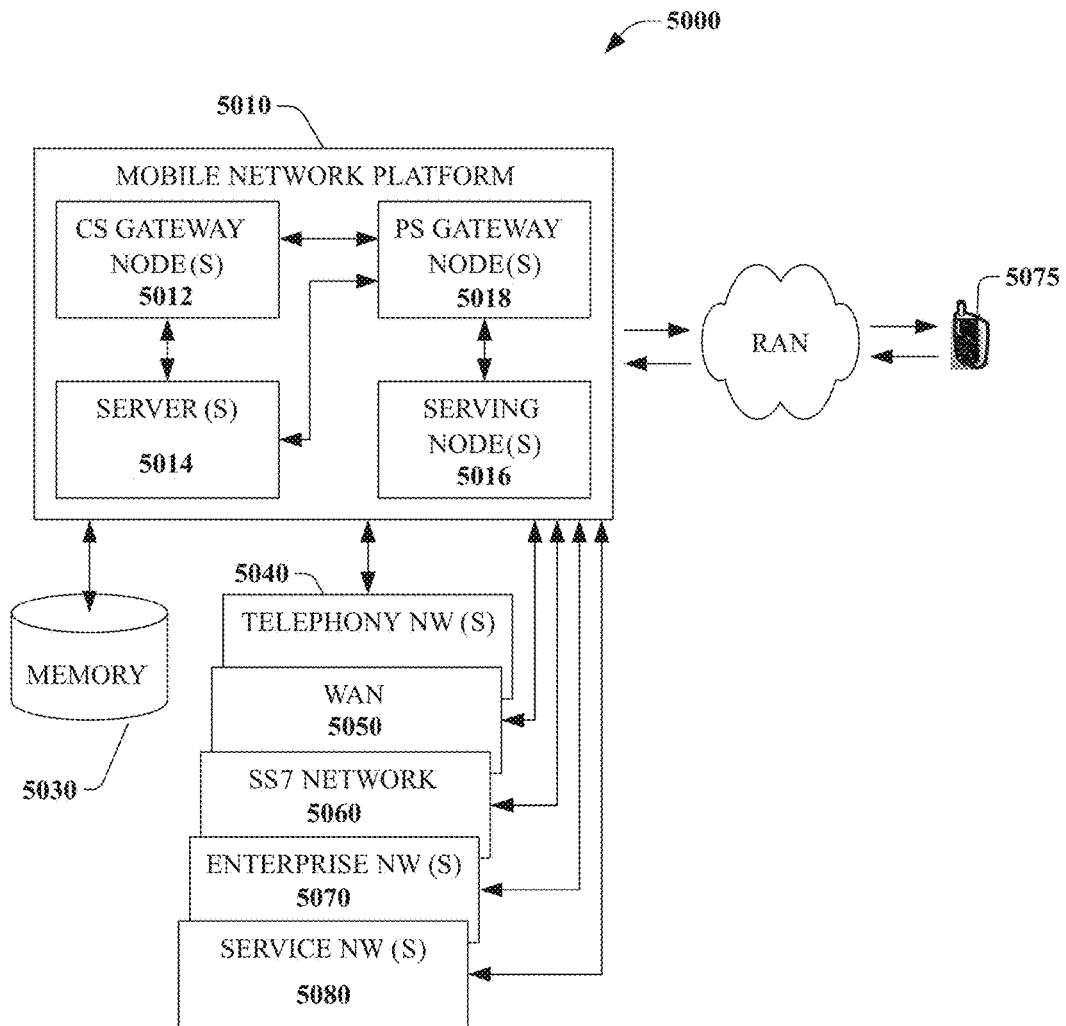 5000
5010
MOBILE NETWORK PLATFORM
CS GATEWAY
NODE(S)
5012
PS GATEWAY
NODE(S)
5018
SERVER (S)
5014
SERVING
NODE(S)
5016
RAN
5075
5040
TELEPHONY NW (S)
MEMORY
5030
WAN
5050
SS7 NETWORK
5060
ENTERPRISE NW (S)
5070
SERVICE NW (S)
5080